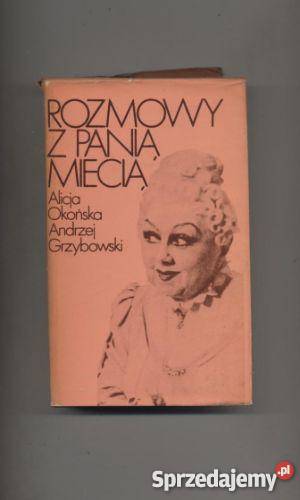 ROZMOWY
Z PANIĄ
MIECIĄ
Alicja
Okońska
Andrzej
Grzybowski
Sprzedajemy.pl